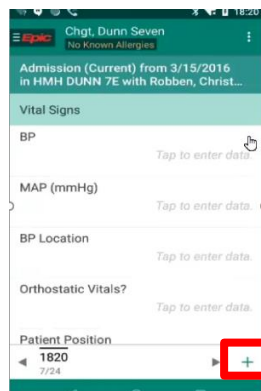 18:20
Epic
Chgt, Dunn Seven
No Known Allergies
Admission (Current) from 3/15/2016
in HMH DUNN 7E with Robben, Christ...
Vital Signs
BP
Tap to enter data.
MAP (mmHg)
Tap to enter data.
BP Location
Tap to enter data.
Orthostatic Vitals?
Tap to enter data.
Patient Position
1820
7/24